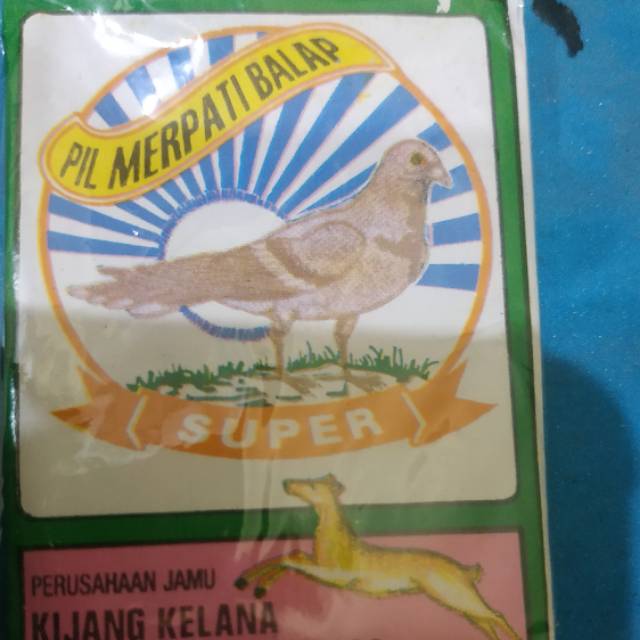 PIL MERPATI BALAP
SUPER
PERUSAHAAN JAMU
KIJANG KELANA